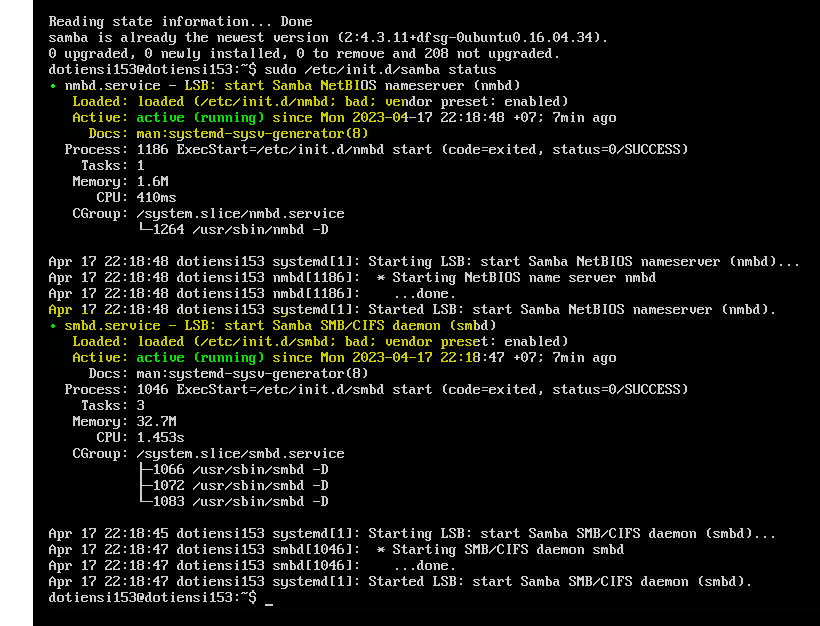 Reading state information... Done
samba is already the newest version (2:4.3.11+dfsg-0ubuntu0.16.04.34).
0 upgraded, 0 newly installed, 0 to remove and 208 not upgraded.
dotiensi153@dotiensi153:~$ sudo /etc/init.d/samba status
• nmbd.service - LSB: start Samba NetBIOS nameserver (nmbd)
   Loaded: loaded (/etc/init.d/nmbd; bad; vendor preset: enabled)
   Active: active (running) since Mon 2023-04-17 22:18:48 +07; 7min ago
     Docs: man:systemd-sysv-generator(8)
  Process: 1186 ExecStart=/etc/init.d/nmbd start (code=exited, status=0/SUCCESS)
    Tasks: 1
   Memory: 1.6M
      CPU: 410ms
   CGroup: /system.slice/nmbd.service
           └─1264 /usr/sbin/nmbd -D

Apr 17 22:18:48 dotiensi153 systemd[1]: Starting LSB: start Samba NetBIOS nameserver (nmbd)...
Apr 17 22:18:48 dotiensi153 nmbd[1186]:  * Starting NetBIOS name server nmbd
Apr 17 22:18:48 dotiensi153 nmbd[1186]:    ...done.
Apr 17 22:18:48 dotiensi153 systemd[1]: Started LSB: start Samba NetBIOS nameserver (nmbd).
• smbd.service - LSB: start Samba SMB/CIFS daemon (smbd)
   Loaded: loaded (/etc/init.d/smbd; bad; vendor preset: enabled)
   Active: active (running) since Mon 2023-04-17 22:18:47 +07; 7min ago
     Docs: man:systemd-sysv-generator(8)
  Process: 1046 ExecStart=/etc/init.d/smbd start (code=exited, status=0/SUCCESS)
    Tasks: 3
   Memory: 32.7M
      CPU: 1.453s
   CGroup: /system.slice/smbd.service
           ├─1066 /usr/sbin/smbd -D
           ├─1072 /usr/sbin/smbd -D
           └─1083 /usr/sbin/smbd -D

Apr 17 22:18:45 dotiensi153 systemd[1]: Starting LSB: start Samba SMB/CIFS daemon (smbd)...
Apr 17 22:18:47 dotiensi153 smbd[1046]:  * Starting SMB/CIFS daemon smbd
Apr 17 22:18:47 dotiensi153 smbd[1046]:    ...done.
Apr 17 22:18:47 dotiensi153 systemd[1]: Started LSB: start Samba SMB/CIFS daemon (smbd).
dotiensi153@dotiensi153:~$ _